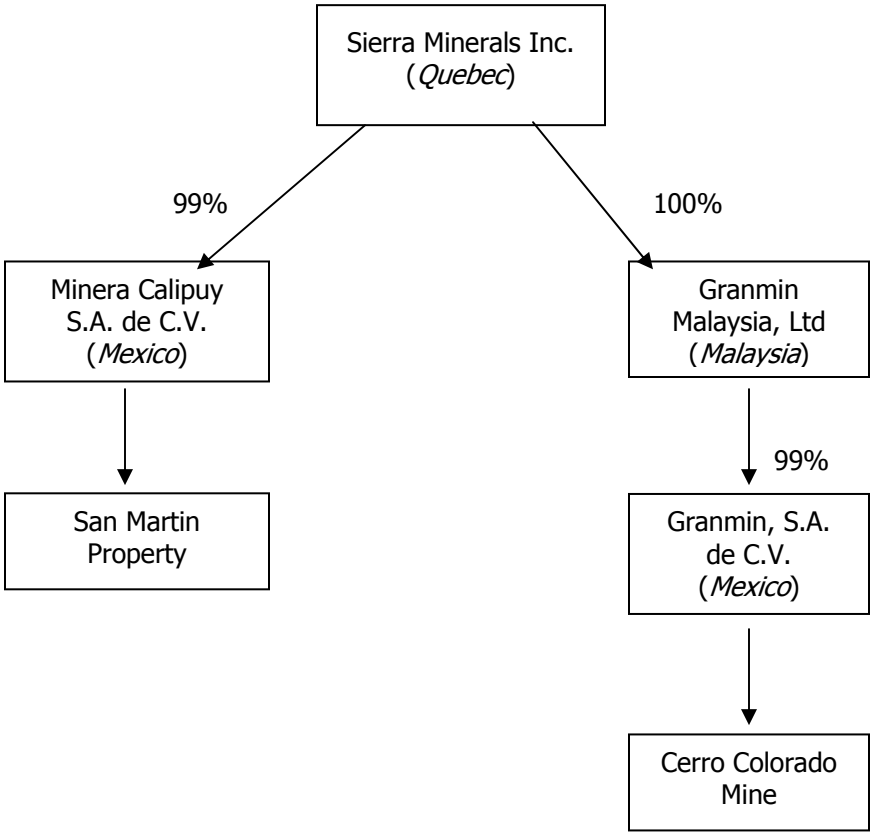 Sierra Minerals Inc.
(Quebec)
99%
100%
Minera Calipuy
S.A. de C.V.
(Mexico)
Granmin
Malaysia, Ltd
(Malaysia)
99%
San Martin
Property
Granmin, S.A.
de C.V.
(Mexico)
Cerro Colorado
Mine